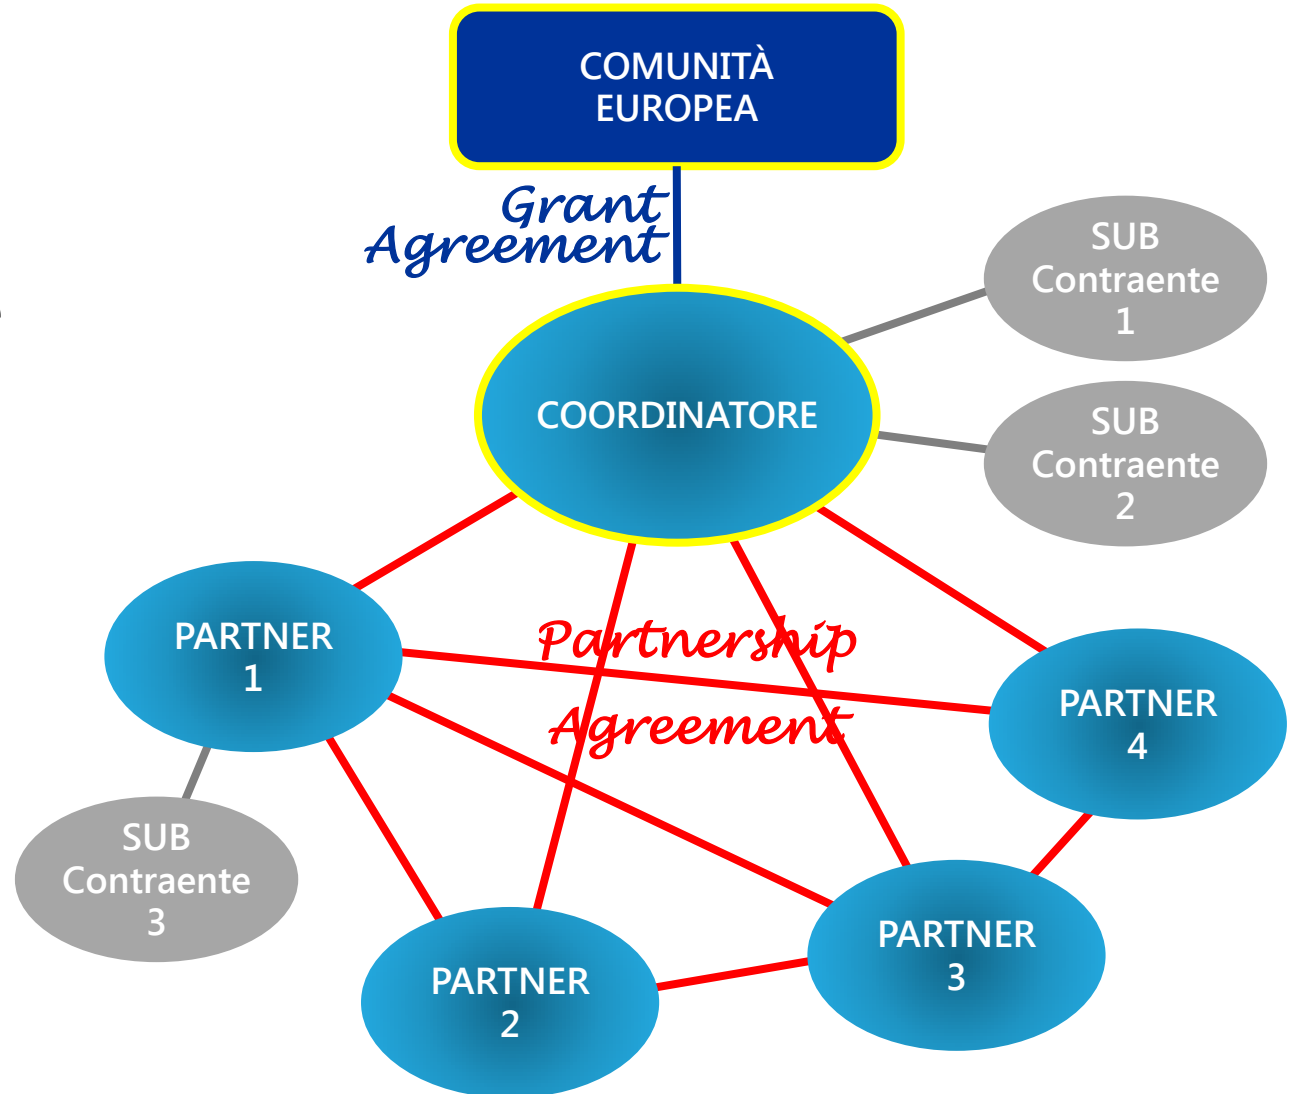 COMUNITÀ
EUROPEA
Grant
Agreement
SUB
Contraente
1
COORDINATORE
SUB
Contraente
2
Partnership
Agreement
PARTNER
1
PARTNER
4
SUB
Contraente
3
PARTNER
3
PARTNER
2